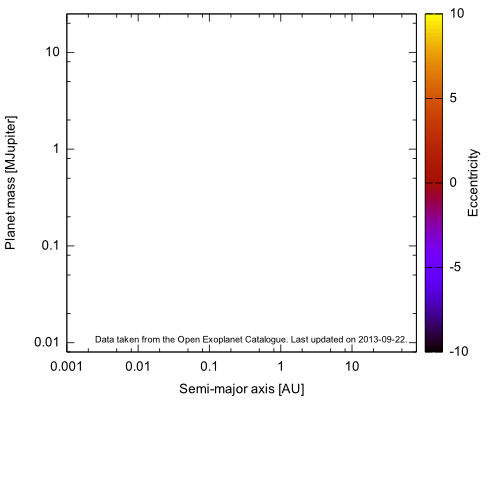 10
1
0.1
0.01
Planet mass [MJupiter]
Data taken from the Open Exoplanet Catalogue. Last updated on 2013-09-22.
0.001 0.01 0.1 1 10
Semi-major axis [AU]
10
5
0
-5
-10
Eccentricity